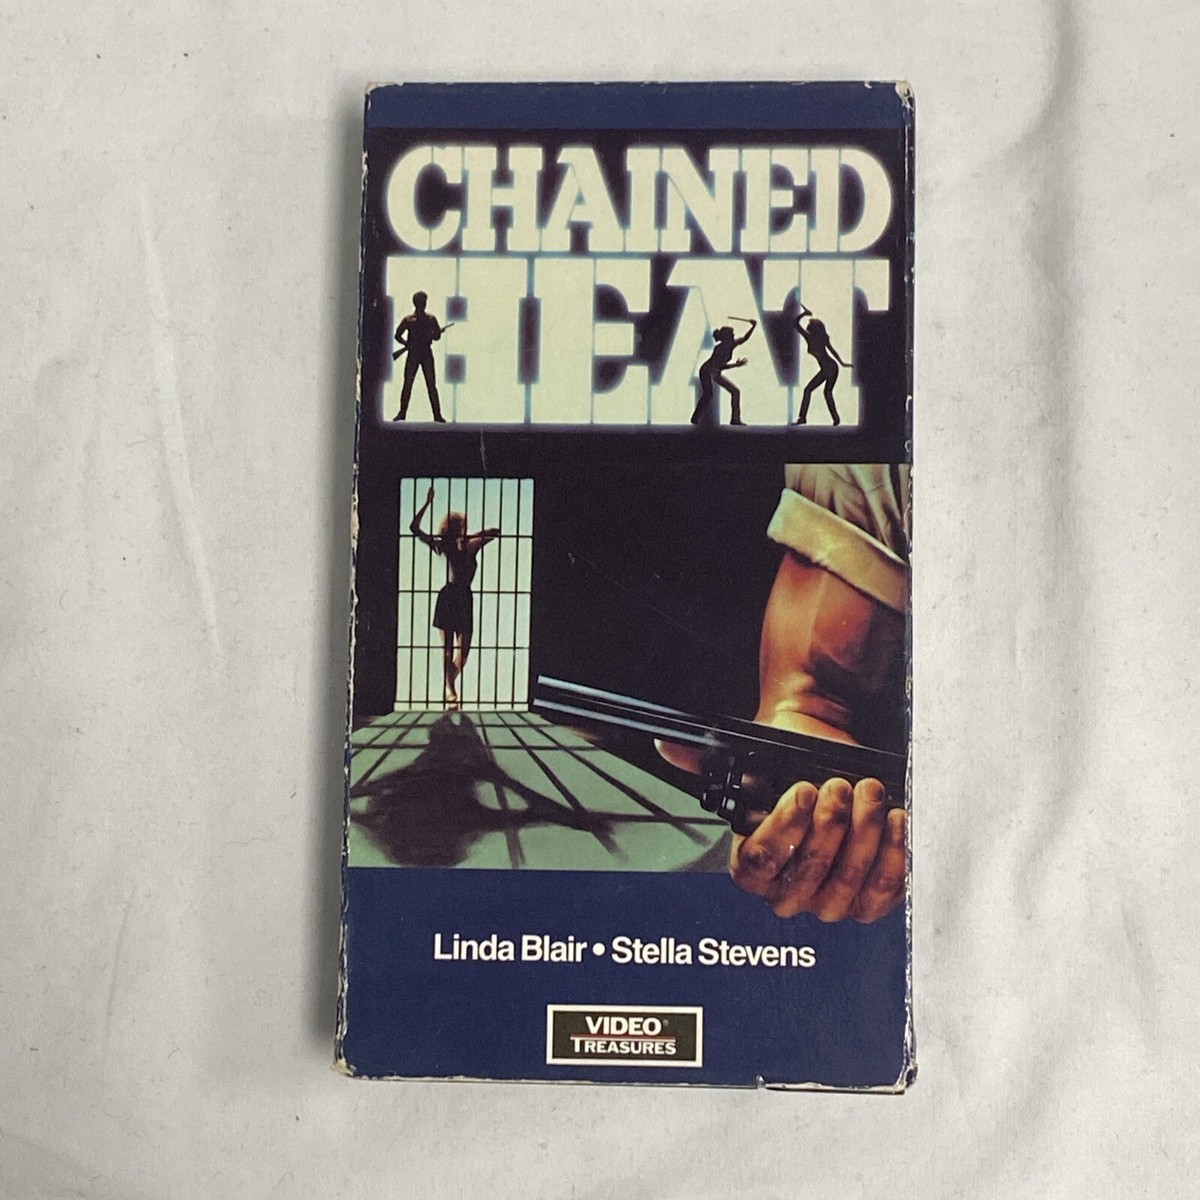 CHAINED
HEAT
Linda Blair • Stella Stevens
VIDEO®
TREASURES